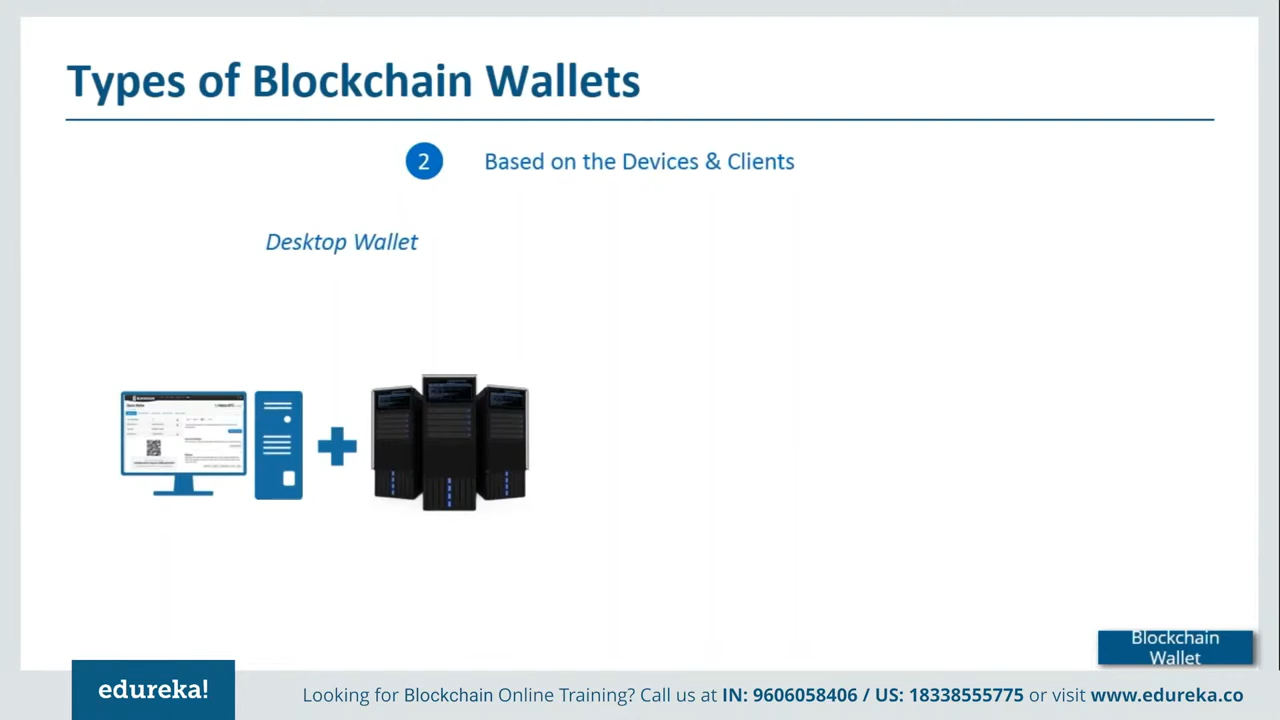 Types of Blockchain Wallets
2 Based on the Devices & Clients
Desktop Wallet
Blockchain
Wallet
edureka!
Looking for Blockchain Online Training? Call us at IN: 9606058406 / US: 18338555775 or visit www.edureka.co